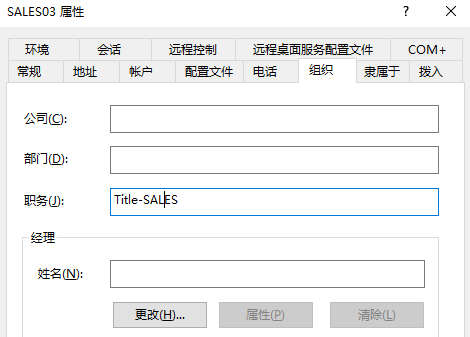 SALES03 属性
环境 会话 远程控制 远程桌面服务配置文件 COM+
常规 地址 帐户 配置文件 电话 组织 隶属于 拨入
公司(C):
部门(D):
职务(J): Title-SALES
经理
姓名(N):
更改(H)... 属性(P) 清除(L)